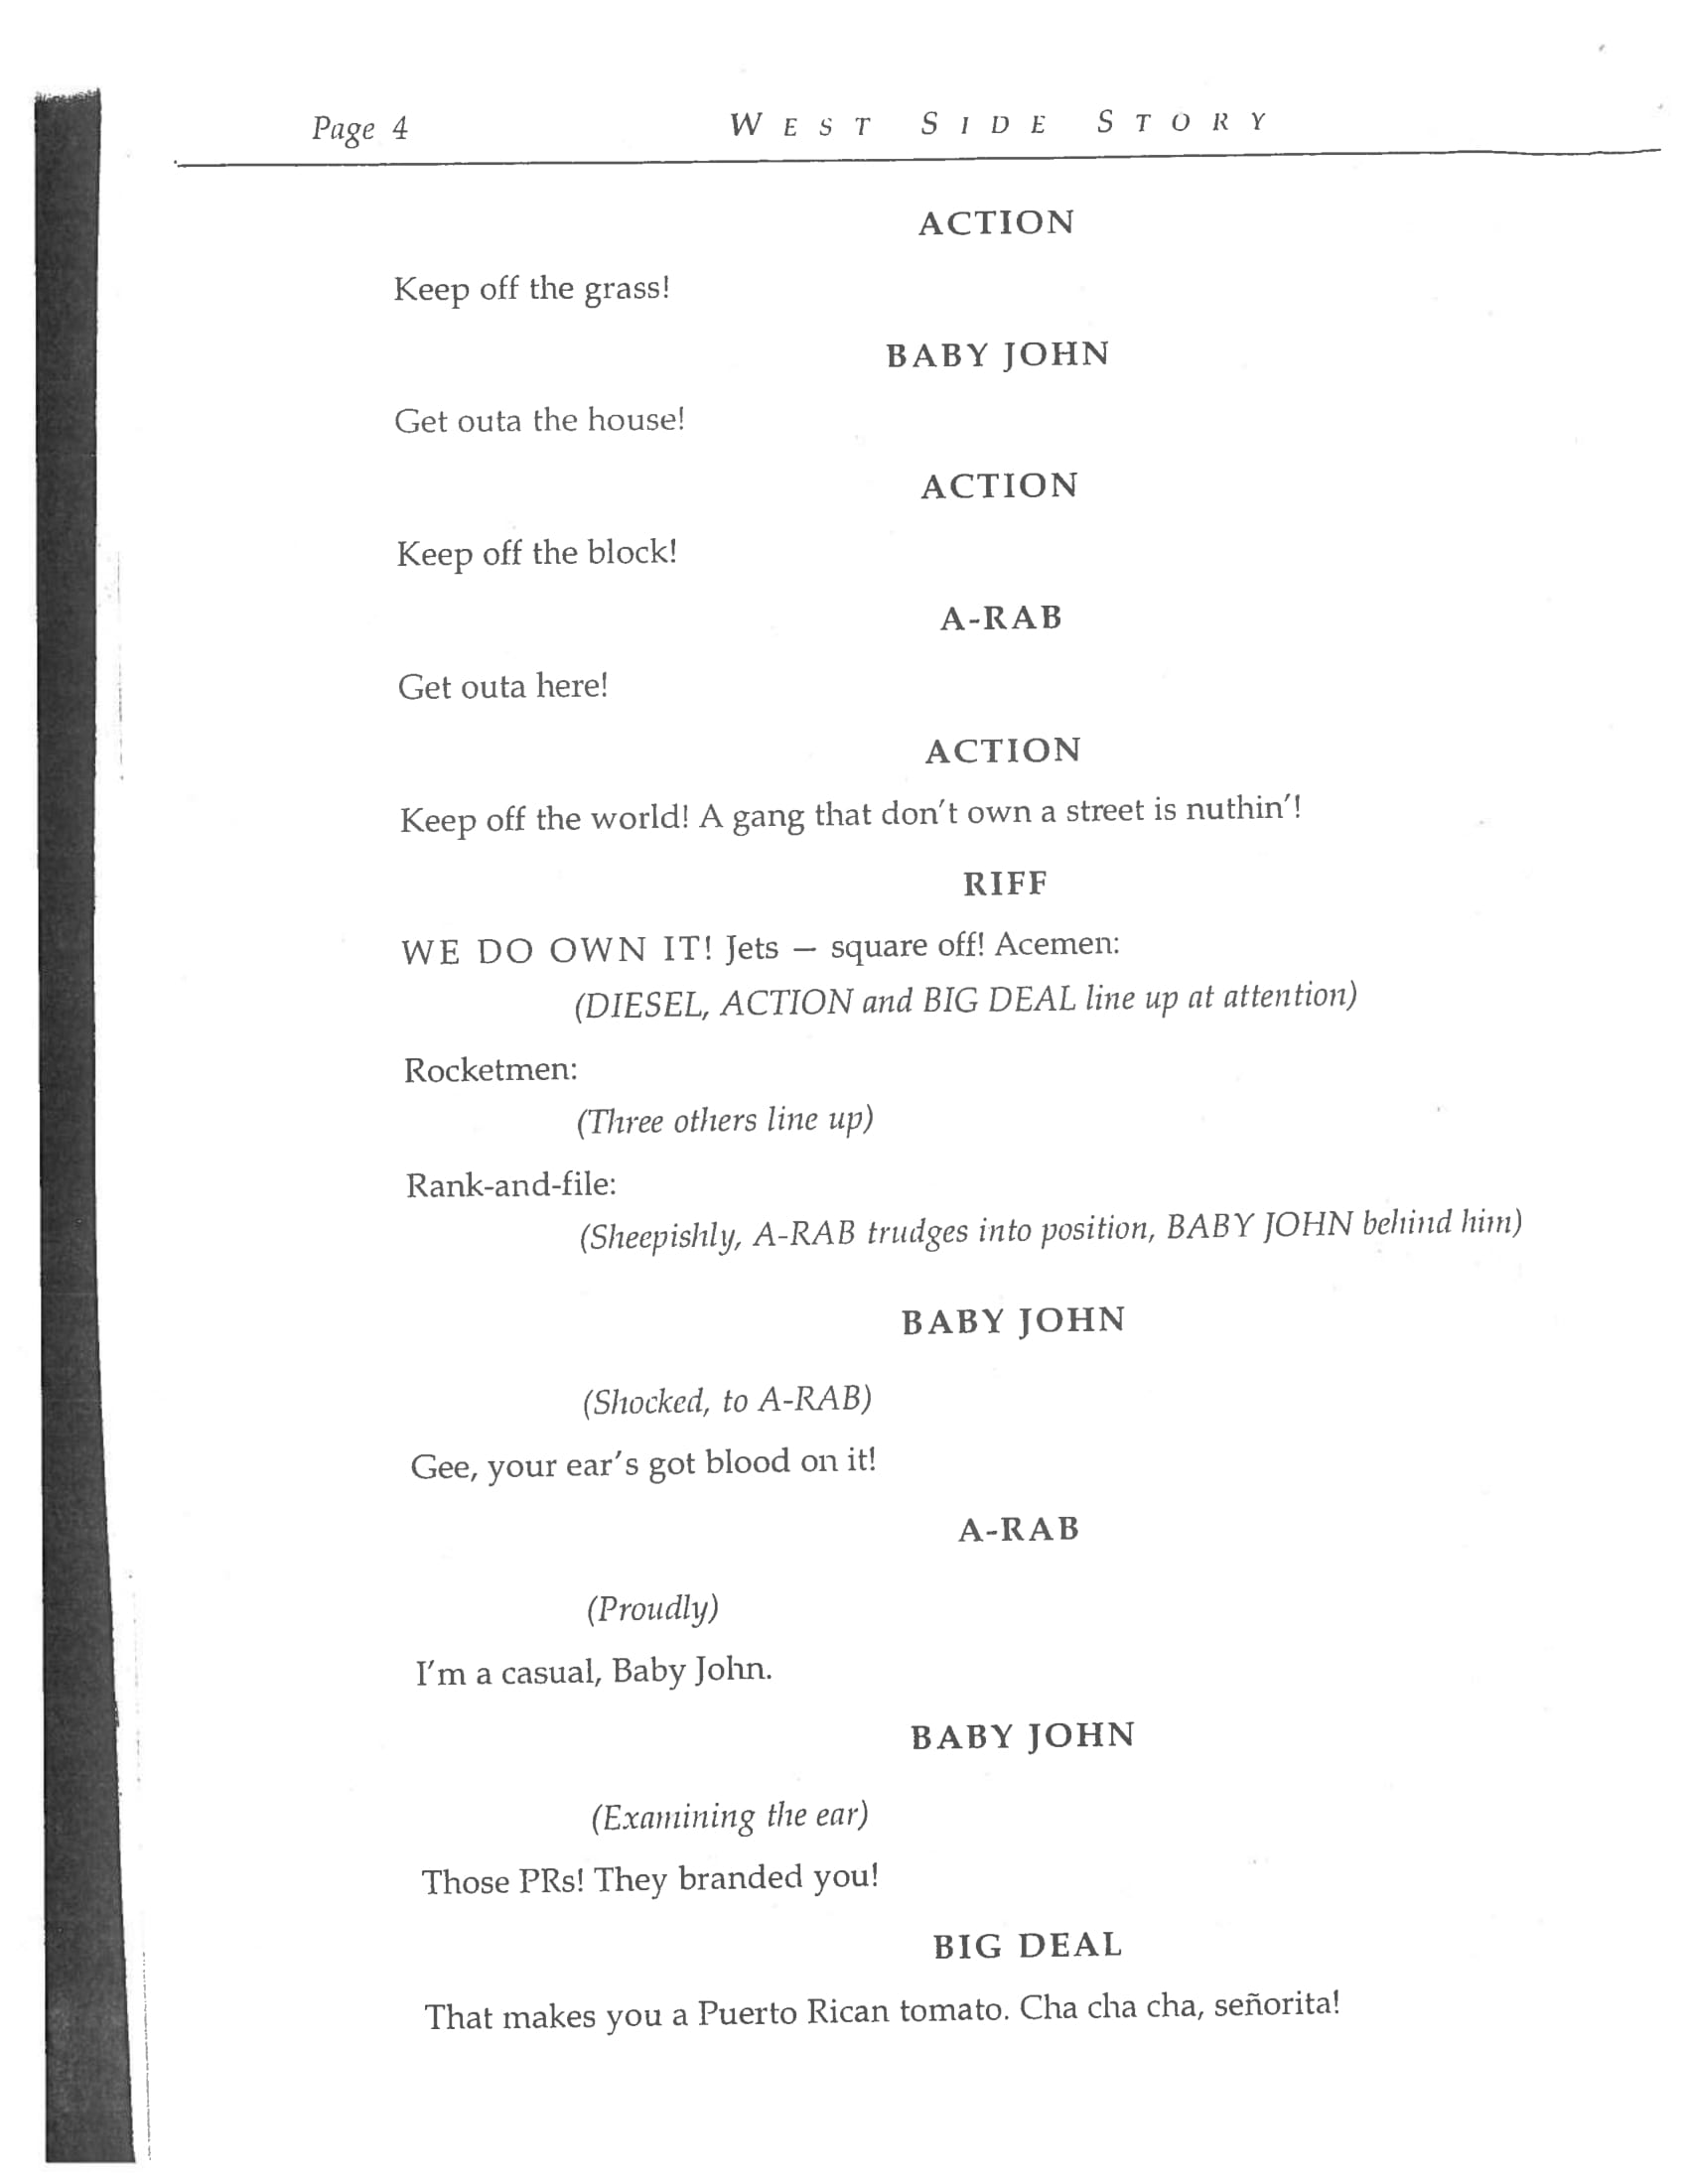 Page 4 WEST SIDE STORY
ACTION
Keep off the grass!
BABY JOHN
Get outa the house!
ACTION
Keep off the block!
A-RAB
Get outa here!
ACTION
Keep off the world! A gang that don't own a street is nuthin'!
RIFF
WE DO OWN IT! Jets — square off! Acemen:
(DIESEL, ACTION and BIG DEAL line up at attention)
Rocketmen:
(Three others line up)
Rank-and-file:
(Sheepishly, A-RAB trudges into position, BABY JOHN behind him)
BABY JOHN
(Shocked, to A-RAB)
Gee, your ear's got blood on it!
A-RAB
(Proudly)
I'm a casual, Baby John.
BABY JOHN
(Examining the ear)
Those PRs! They branded you!
BIG DEAL
That makes you a Puerto Rican tomato. Cha cha cha, señorita!